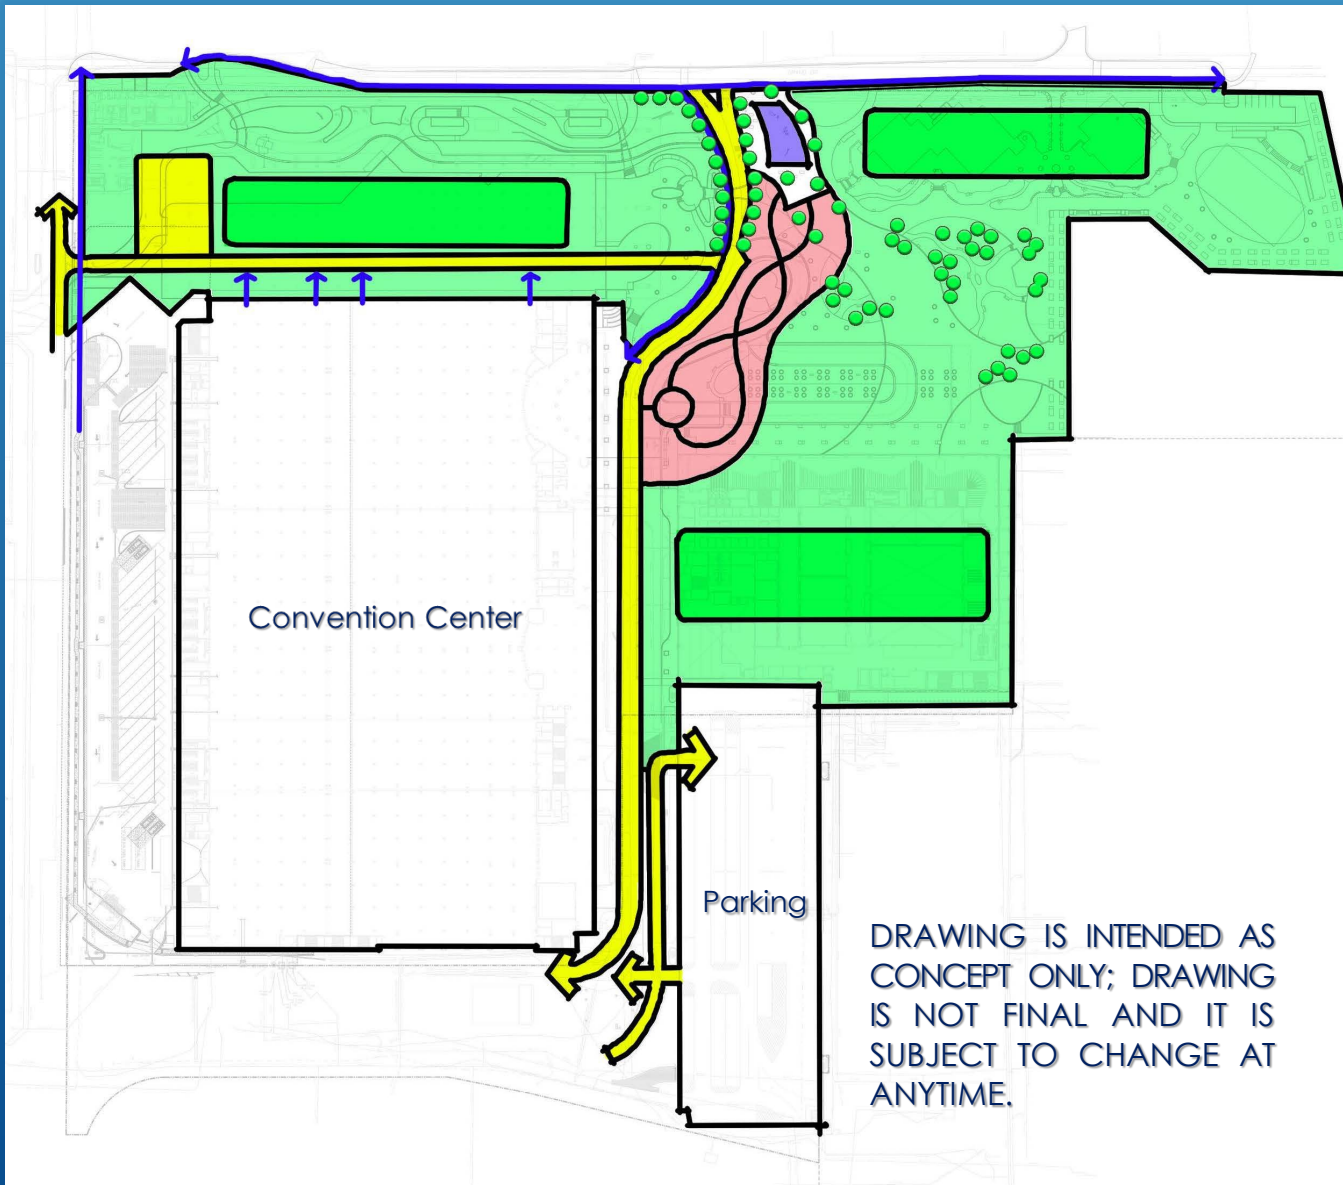 Convention Center
Parking
DRAWING IS INTENDED AS
CONCEPT ONLY; DRAWING
IS NOT FINAL AND IT IS
SUBJECT TO CHANGE AT
ANYTIME.